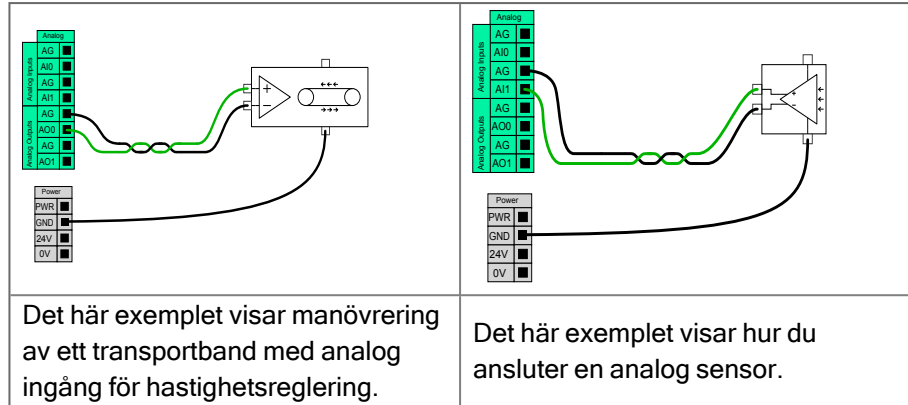 Analog
AG
AI0
AG
AI1
AG
AO0
AG
AO1
Analog Inputs
Analog Outputs
+
−
Power
PWR
GND
24V
0V
Analog
AG
AI0
AG
AI1
AG
AO0
AG
AO1
Analog Inputs
Analog Outputs
+
-
Power
PWR
GND
24V
0V
Det här exemplet visar manövrering
av ett transportband med analog
ingång för hastighetsreglering.
Det här exemplet visar hur du
ansluter en analog sensor.